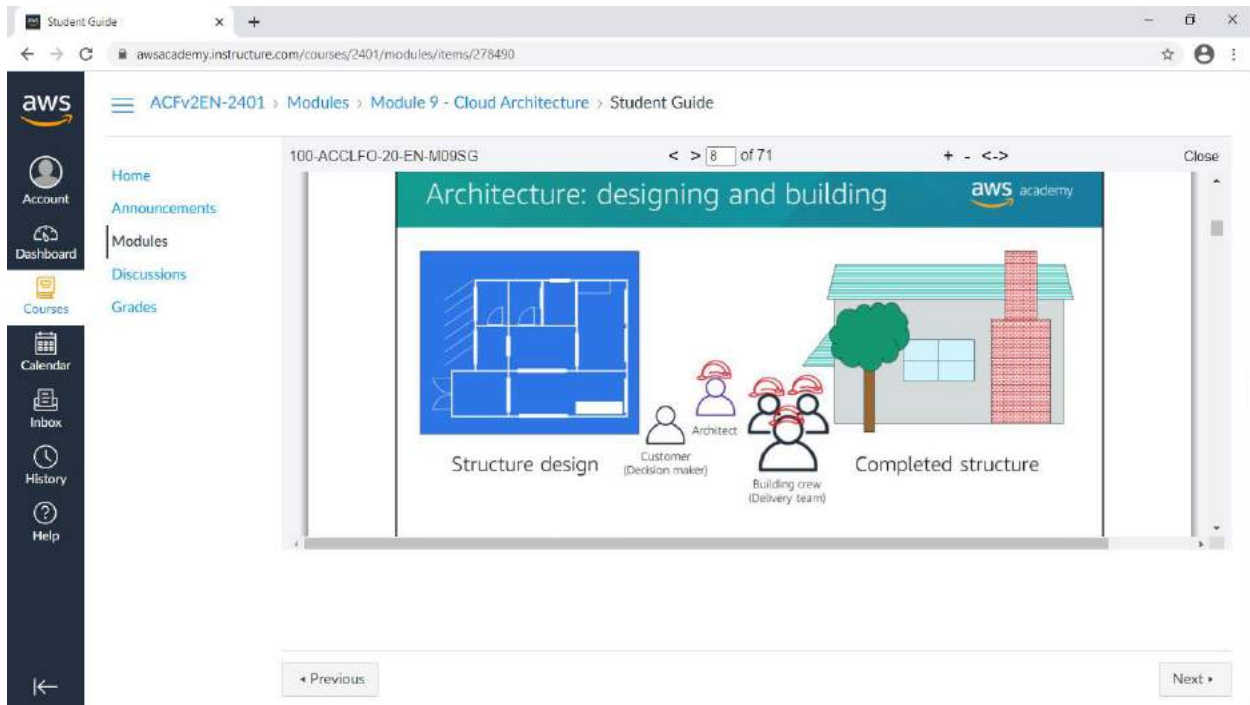 Student Guide
awsacademy.instructure.com/courses/2401/modules/items/278490
aws
ACFv2EN-2401 > Modules > Module 9 - Cloud Architecture > Student Guide
Account
Dashboard
Courses
Calendar
Inbox
History
Help
Home
Announcements
Modules
Discussions
Grades
100-ACCLFO-20-EN-M09SG < > 8 of 71 + - <-> Close
Architecture: designing and building aws academy
Structure design
Customer
(Decision maker)
Architect
Building crew
(Delivery team)
Completed structure
◂ Previous
Next ▸